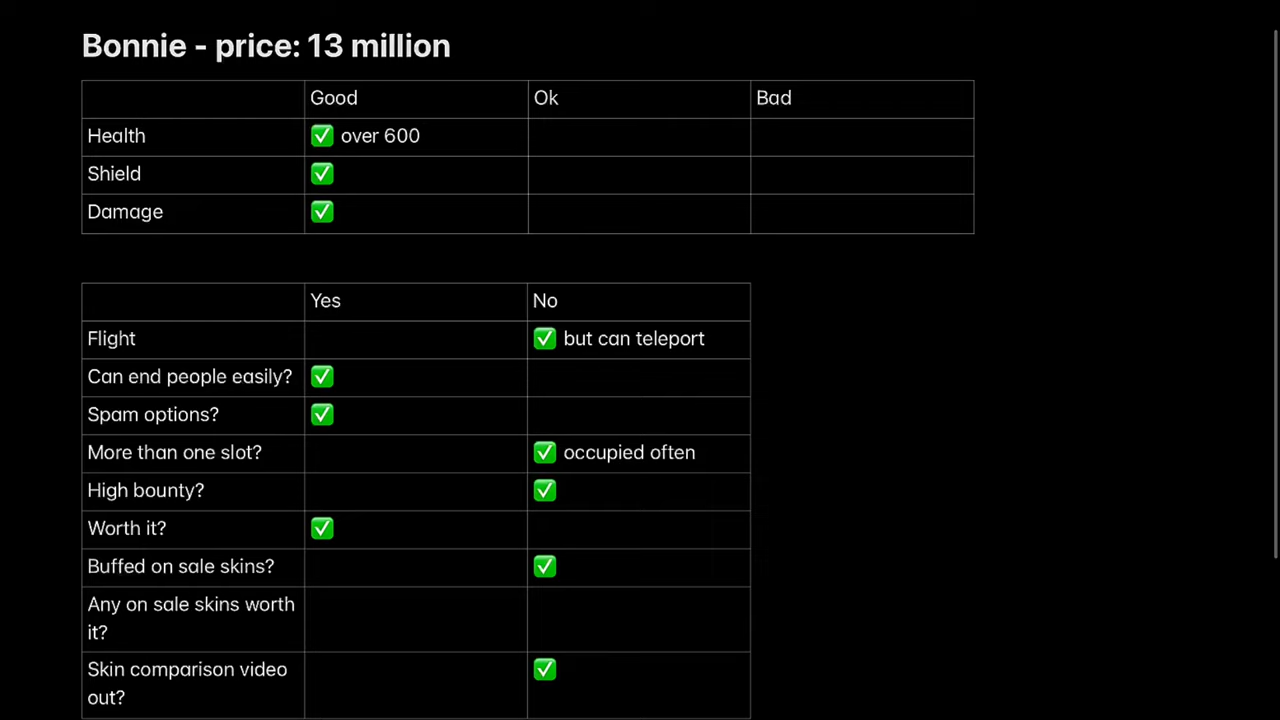 Bonnie - price: 13 million
Good Ok Bad
Health ✅ over 600
Shield ✅
Damage ✅
Yes No
Flight ✅ but can teleport
Can end people easily? ✅
Spam options? ✅
More than one slot? ✅ occupied often
High bounty? ✅
Worth it? ✅
Buffed on sale skins? ✅
Any on sale skins worth
it?
Skin comparison video ✅
out?